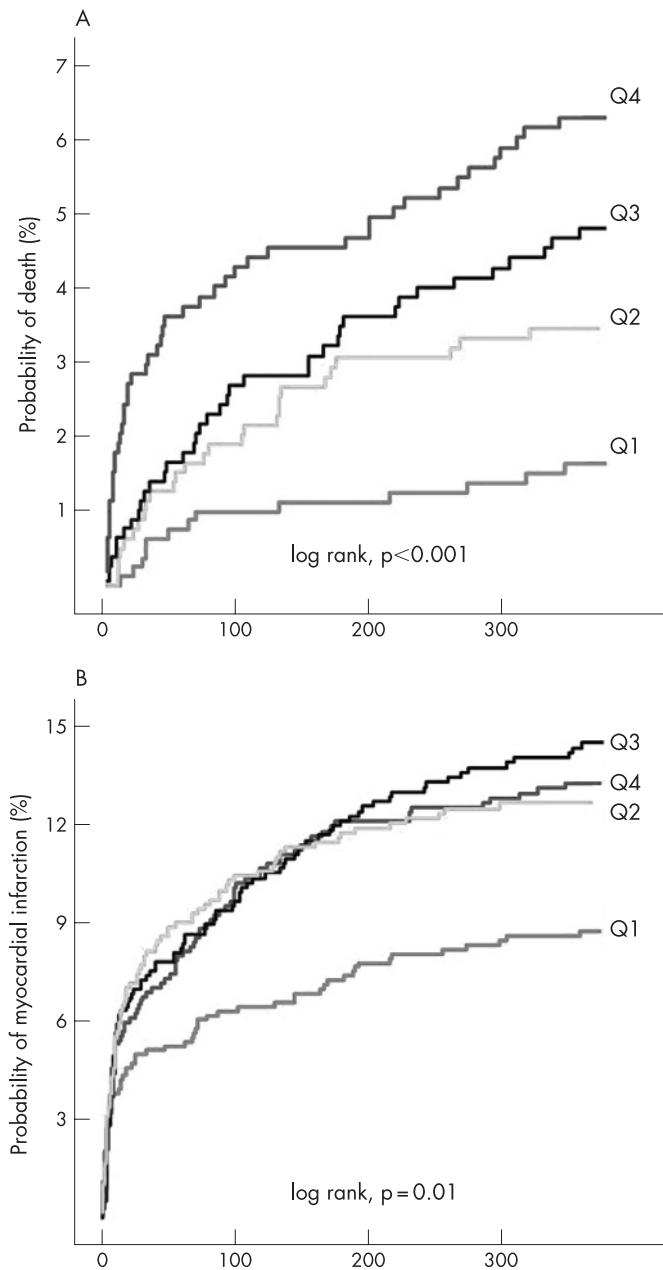 A
7
6
5
4
3
2
1
Probability of death (%)
Q4
Q3
Q2
Q1
log rank, p<0.001
0 100 200 300
B
15
12
9
6
3
Probability of myocardial infarction (%)
Q3
Q4
Q2
Q1
log rank, p=0.01
0 100 200 300